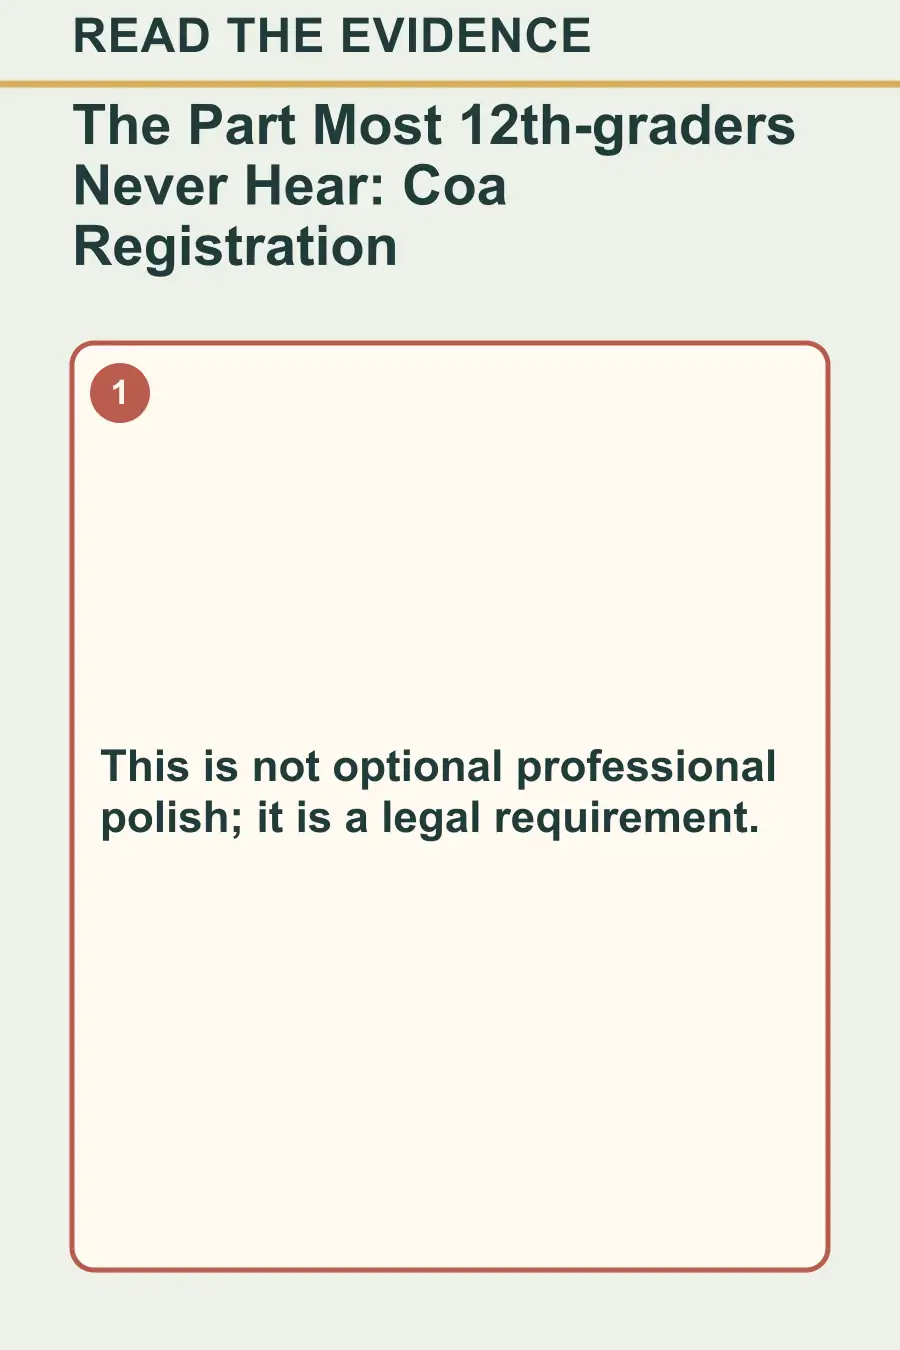 READ THE EVIDENCE
The Part Most 12th-graders
Never Hear: Coa
Registration
1
This is not optional professional
polish; it is a legal requirement.